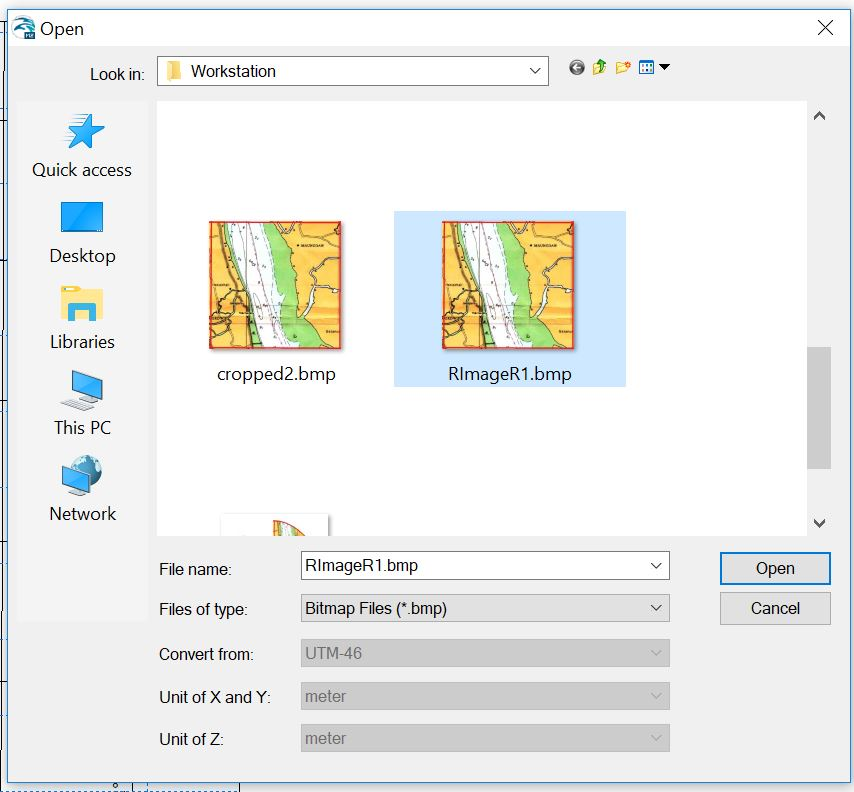 Open
Look in: Workstation
Quick access
Desktop
Libraries
This PC
Network
cropped2.bmp
RImageR1.bmp
File name: RImageR1.bmp
Open
Files of type: Bitmap Files (*.bmp)
Cancel
Convert from: UTM-46
Unit of X and Y: meter
Unit of Z: meter